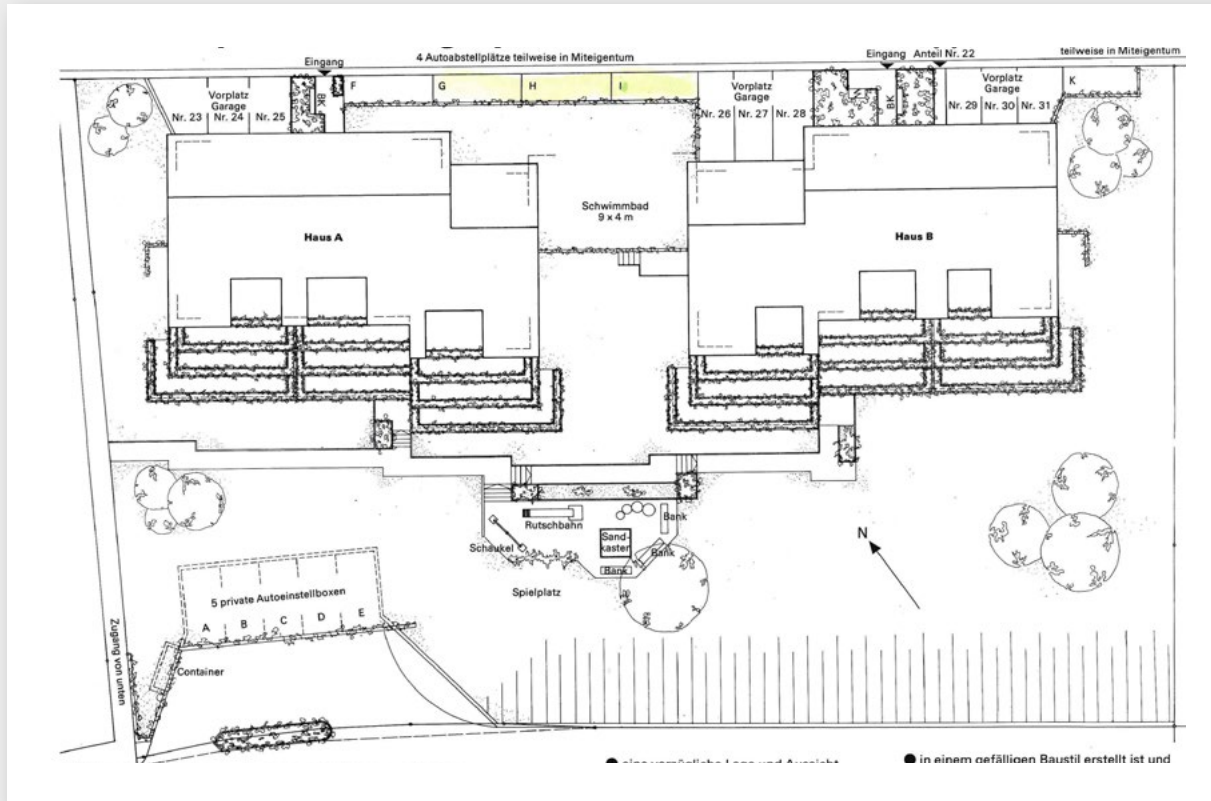 4 Autoabstellplätze teilweise in Miteigentum
Eingang
Eingang
Anteil Nr. 22
teilweise in Miteigentum
F
G
H
I
K
BK
BK
Vorplatz
Garage
Nr. 23
Nr. 24
Nr. 25
Vorplatz
Garage
Nr. 26
Nr. 27
Nr. 28
Vorplatz
Garage
Nr. 29
Nr. 30
Nr. 31
Schwimmbad
9 x 4 m
Haus A
Haus B
Rutschbahn
Schaukel
Sand-
kasten
Bank
Bank
Bank
Spielplatz
N
5 private Autoeinstellboxen
A
B
C
D
E
Container
Zugang von unten
in einem gefälligen Baustil erstellt ist und